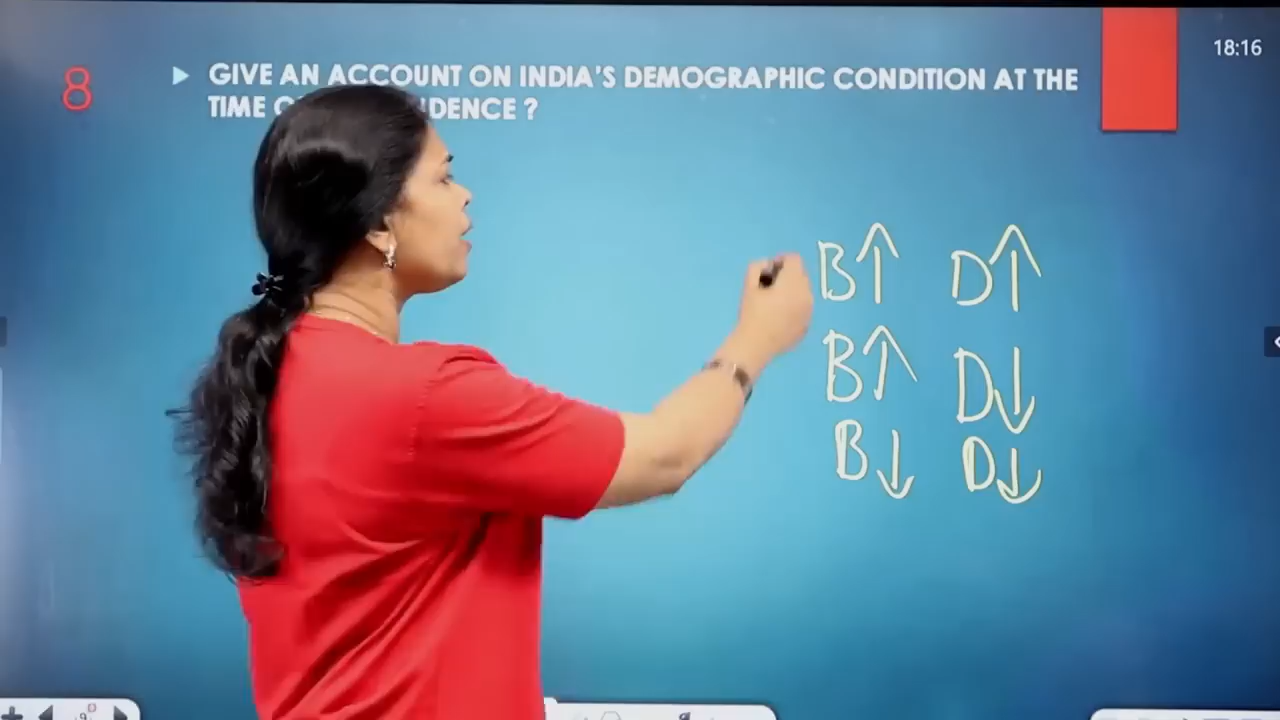 18:16
8 ▶ GIVE AN ACCOUNT ON INDIA'S DEMOGRAPHIC CONDITION AT THE
TIME DENCE ?
B↑ D↑
B↑ D↓
B↓ D↓